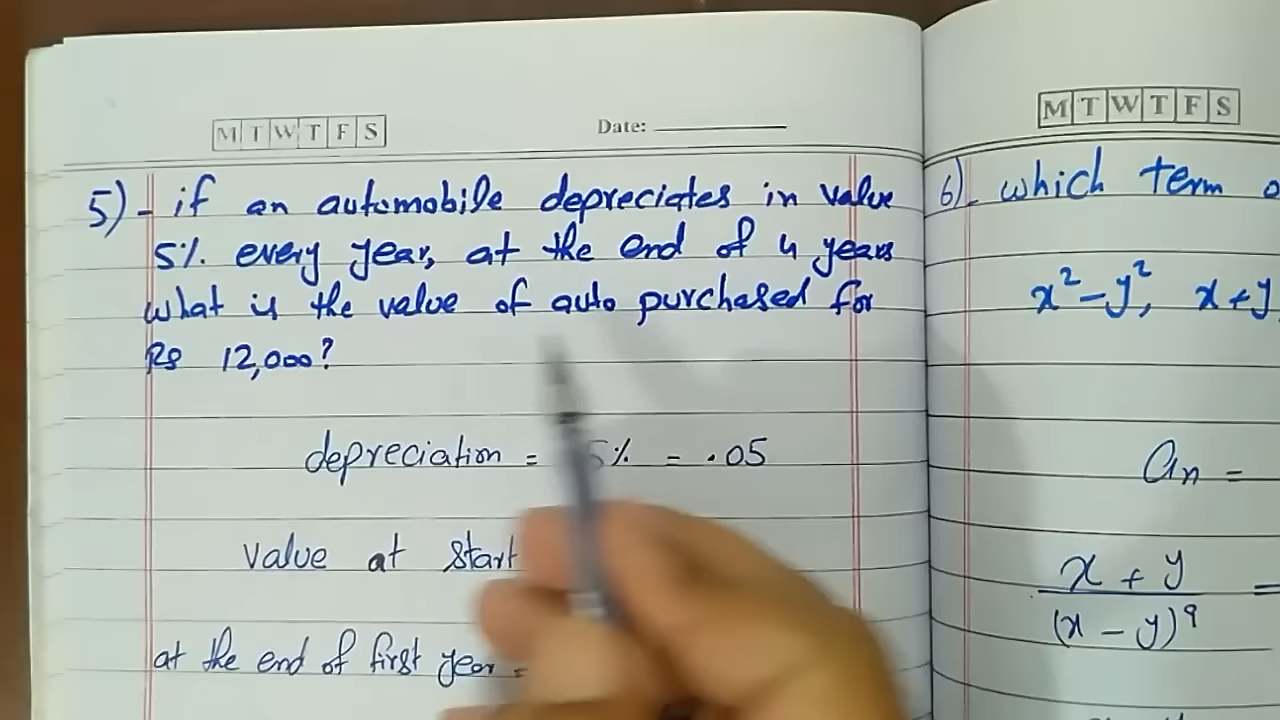 M T W T F S Date:
5)- if an automobile depreciates in value
5% every year, at the end of 4 years
what is the value of auto purchased for
Rs 12,000?
depreciation = 5% = .05
value at start
at the end of first year =
M T W T F S
6). which term o
x² - y², x + y
an =
x + y
(x - y)⁹
=